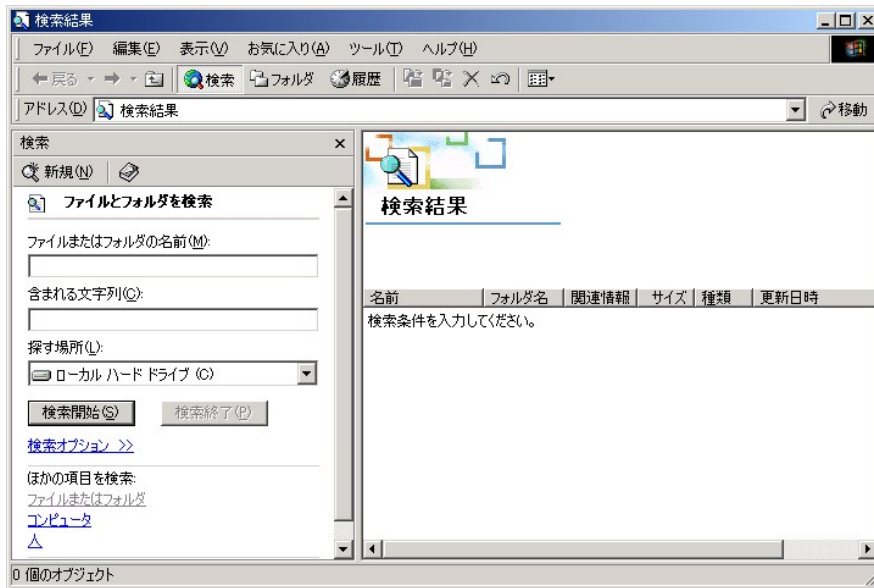 検索結果
ファイル(F) 編集(E) 表示(V) お気に入り(A) ツール(T) ヘルプ(H)
戻る 検索 フォルダ 履歴
アドレス(D) 検索結果 移動
検索
新規(N)
ファイルとフォルダを検索
ファイルまたはフォルダの名前(M):
含まれる文字列(C):
探す場所(L):
ローカル ハード ドライブ (C)
検索開始(S) 検索終了(P)
検索オプション >>
ほかの項目を検索:
ファイルまたはフォルダ
コンピュータ
人
検索結果
名前 フォルダ名 関連情報 サイズ 種類 更新日時
検索条件を入力してください。
0 個のオブジェクト